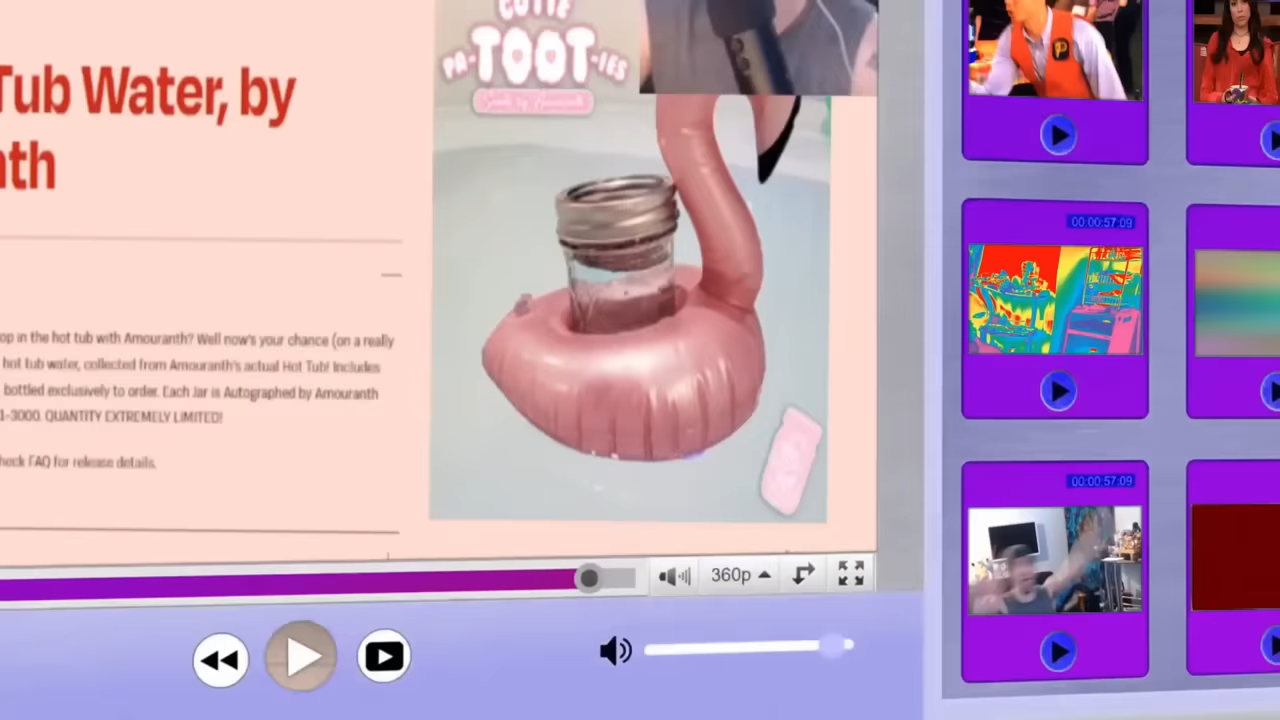 Tub Water, by
nth
CUTIE
PA-TOOT-IES
op in the hot tub with Amouranth? Well now's your chance (on a really
hot tub water, collected from Amouranth's actual Hot Tub! Includes
bottled exclusively to order. Each Jar is Autographed by Amouranth
1-3000. QUANTITY EXTREMELY LIMITED!
heck FAQ for release details.
360p
00:00:57:09
00:00:57:09